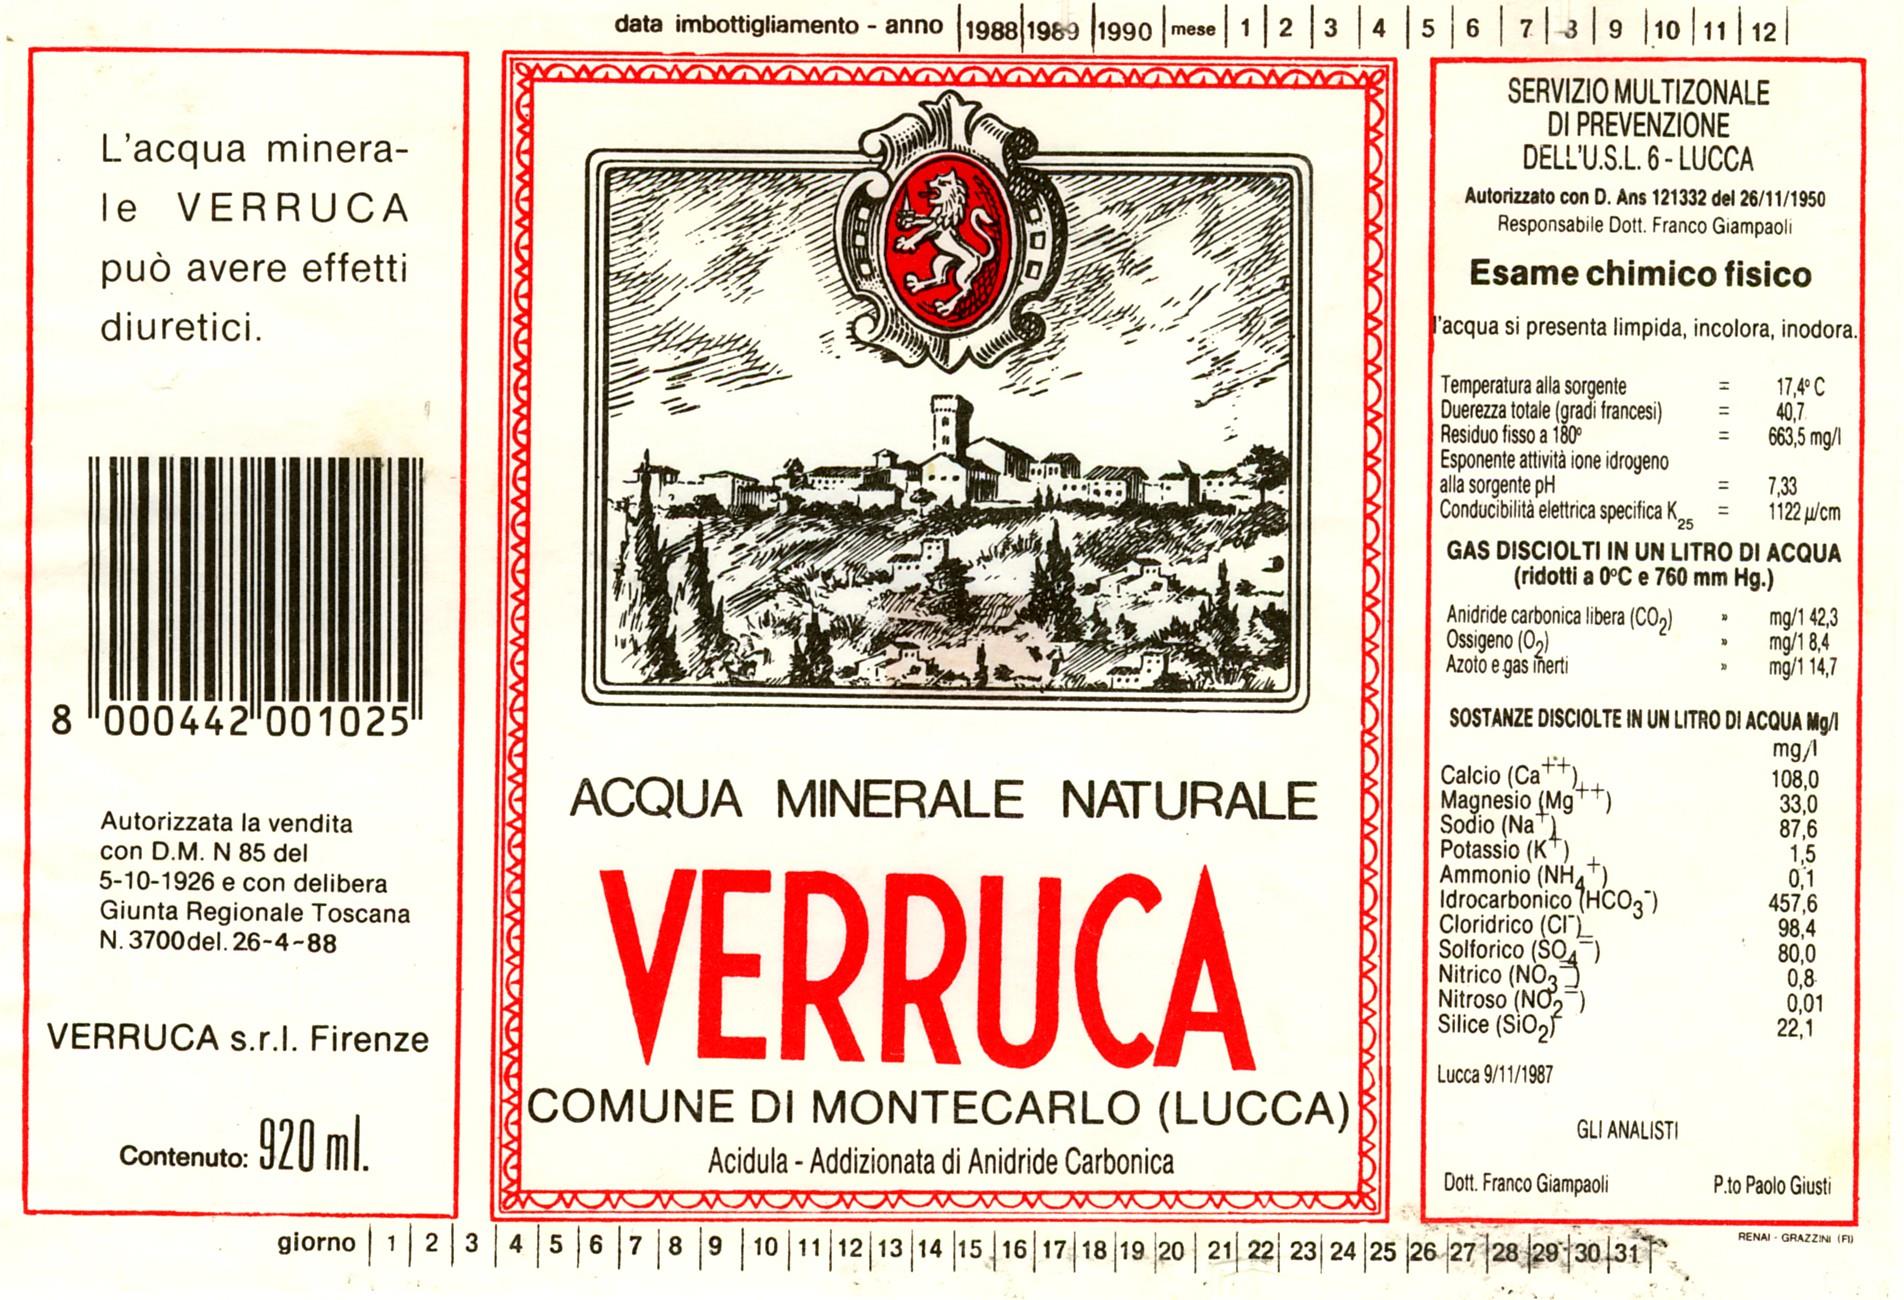 data imbottigliamento - anno 1988 1989 1990 mese 1 2 3 4 5 6 7 8 9 10 11 12
L'acqua minera-
le VERRUCA
può avere effetti
diuretici.
8 000442 001025
Autorizzata la vendita
con D.M. N 85 del
5-10-1926 e con delibera
Giunta Regionale Toscana
N. 3700 del. 26-4-88
VERRUCA s.r.l. Firenze
Contenuto: 920 ml.
ACQUA MINERALE NATURALE
VERRUCA
COMUNE DI MONTECARLO (LUCCA)
Acidula - Addizionata di Anidride Carbonica
SERVIZIO MULTIZONALE
DI PREVENZIONE
DELL'U.S.L. 6 - LUCCA
Autorizzato con D. Ans 121332 del 26/11/1950
Responsabile Dott. Franco Giampaoli
Esame chimico fisico
l'acqua si presenta limpida, incolora, inodora.
Temperatura alla sorgente = 17,4º C
Duerezza totale (gradi francesi) = 40,7
Residuo fisso a 180º = 663,5 mg/l
Esponente attività ione idrogeno
alla sorgente pH = 7,33
Conducibilità elettrica specifica K25 = 1122 µ/cm
GAS DISCIOLTI IN UN LITRO DI ACQUA
(ridotti a 0ºC e 760 mm Hg.)
Anidride carbonica libera (CO2) » mg/1 42,3
Ossigeno (O2) » mg/1 8,4
Azoto e gas inerti » mg/1 14,7
SOSTANZE DISCIOLTE IN UN LITRO DI ACQUA Mg/l
mg/l
Calcio (Ca++) 108,0
Magnesio (Mg++) 33,0
Sodio (Na+) 87,6
Potassio (K+) 1,5
Ammonio (NH4+) 0,1
Idrocarbonico (HCO3-) 457,6
Cloridrico (Cl-) 98,4
Solforico (SO4=) 80,0
Nitrico (NO3=) 0,8
Nitroso (NO2=) 0,01
Silice (SiO2) 22,1
Lucca 9/11/1987
GLI ANALISTI
Dott. Franco Giampaoli P.to Paolo Giusti
RENAI - GRAZZINI (FI)
giorno 1 2 3 4 5 6 7 8 9 10 11 12 13 14 15 16 17 18 19 20 21 22 23 24 25 26 27 28 29 30 31